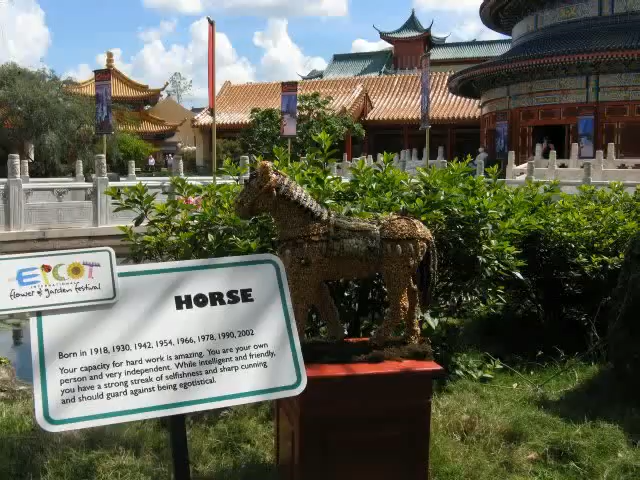 EPCOT
INTERNATIONAL
flower & garden festival
HORSE
Born in 1918, 1930, 1942, 1954, 1966, 1978, 1990, 2002
Your capacity for hard work is amazing. You are your own
person and very independent. While intelligent and friendly,
you have a strong streak of selfishness and sharp cunning
and should guard against being egotistical.